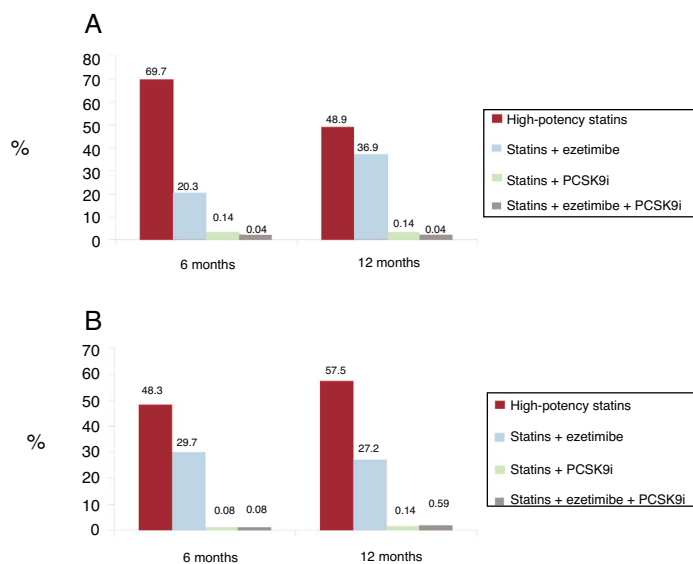 A
80
70
60
50
40
30
20
10
0
%
69.7
20.3
0.14
0.04
48.9
36.9
0.14
0.04
6 months
12 months
High-potency statins
Statins + ezetimibe
Statins + PCSK9i
Statins + ezetimibe + PCSK9i
B
70
60
50
40
30
20
10
0
%
48.3
29.7
0.08
0.08
57.5
27.2
0.14
0.59
6 months
12 months
High-potency statins
Statins + ezetimibe
Statins + PCSK9i
Statins + ezetimibe + PCSK9i